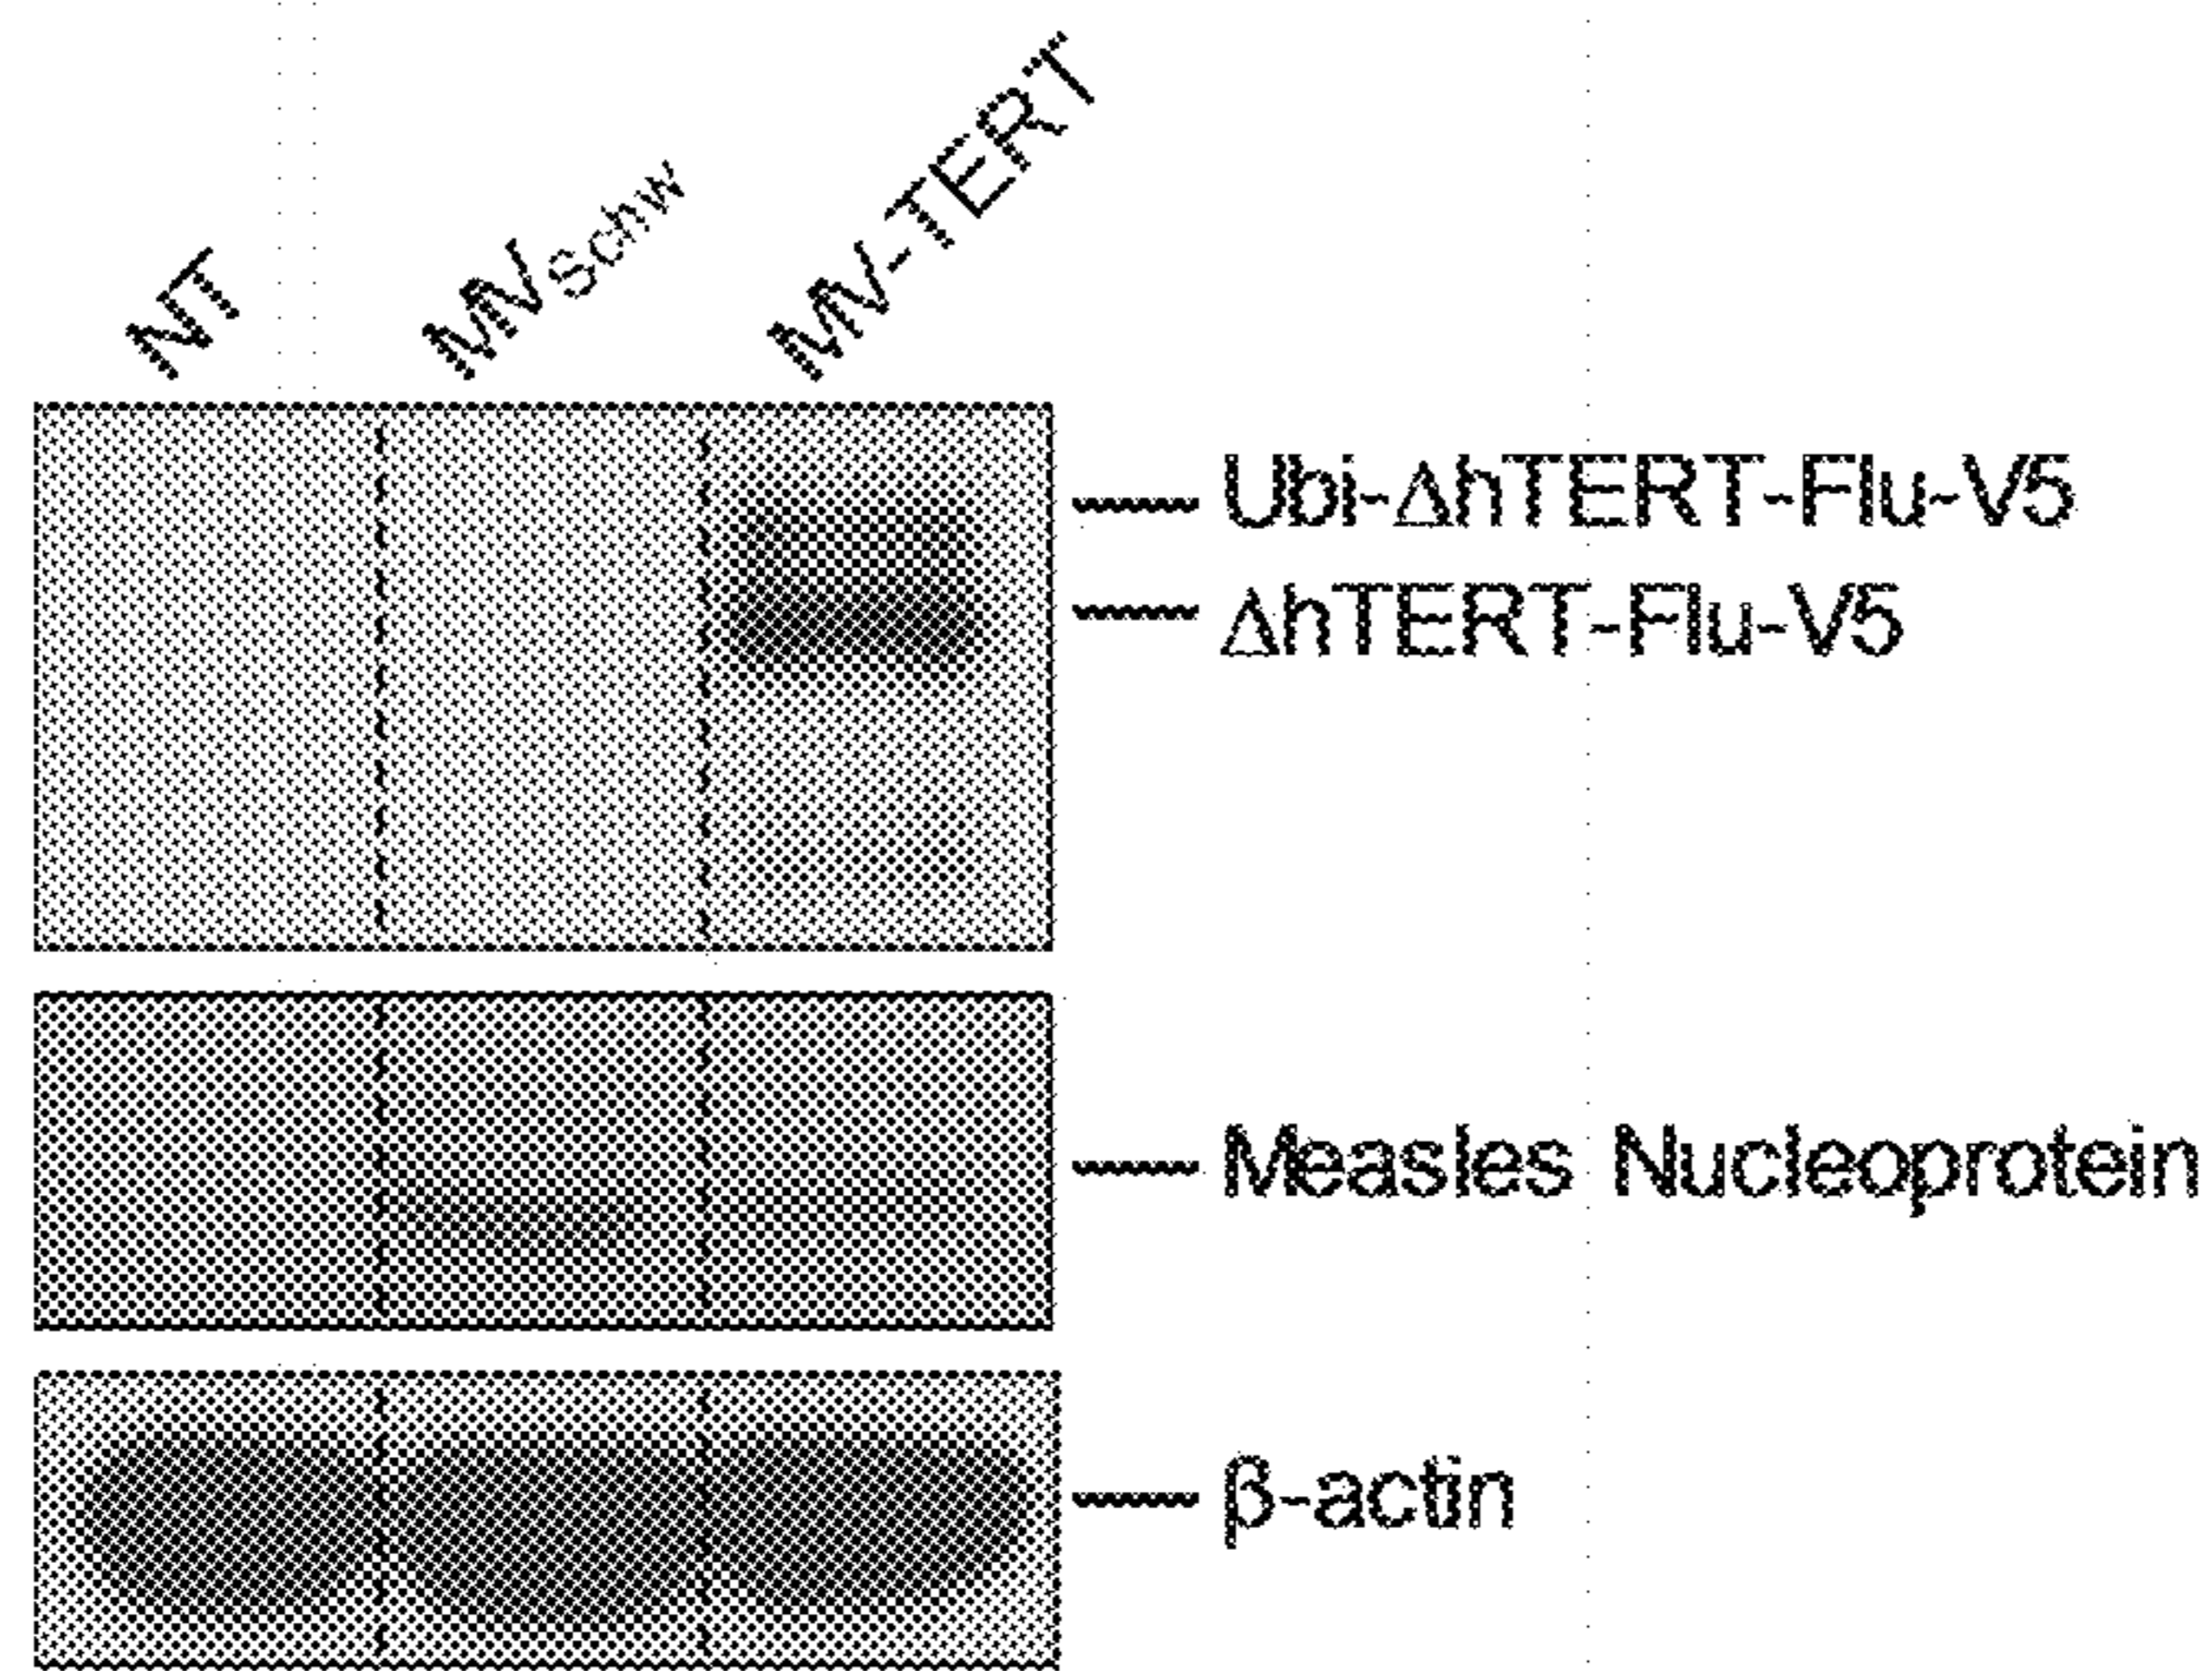 NT MVSchw MV-TERT
Ubi-ΔhTERT-Flu-V5
ΔhTERT-Flu-V5
Measles Nucleoprotein
β-actin